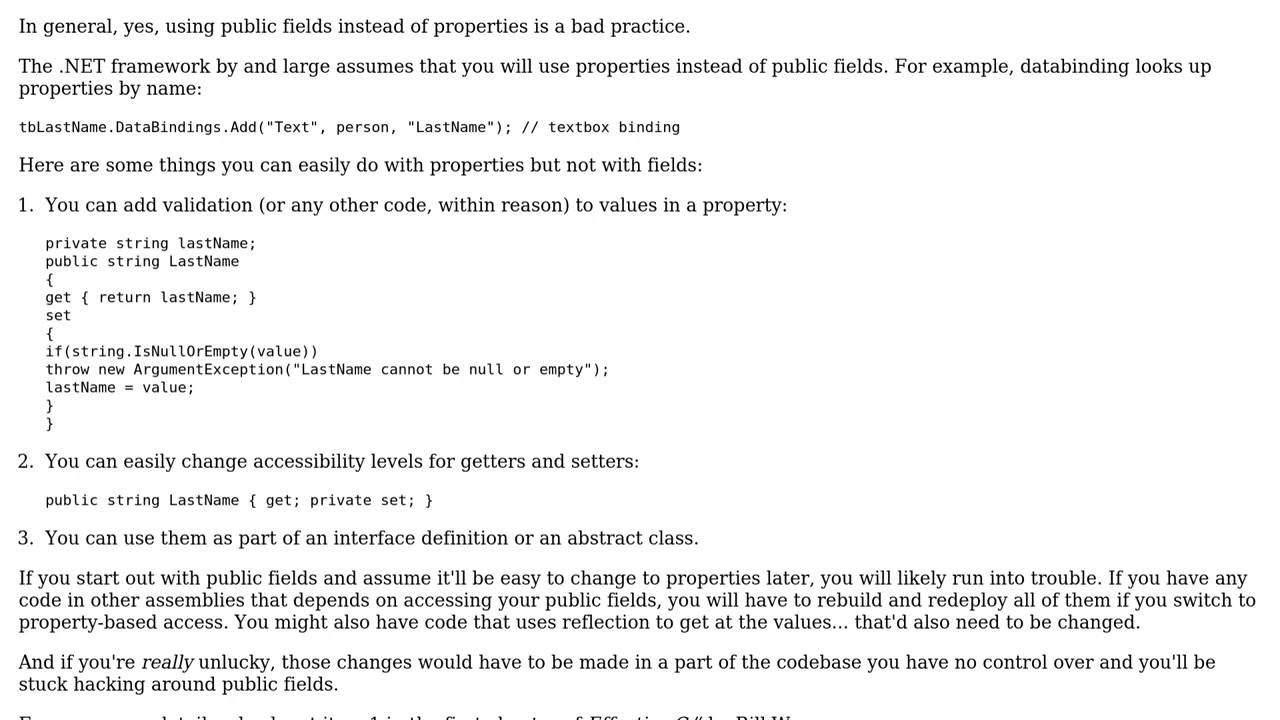 In general, yes, using public fields instead of properties is a bad practice.
The .NET framework by and large assumes that you will use properties instead of public fields. For example, databinding looks up
properties by name:
tbLastName.DataBindings.Add("Text", person, "LastName"); // textbox binding
Here are some things you can easily do with properties but not with fields:
1. You can add validation (or any other code, within reason) to values in a property:
private string lastName;
public string LastName
{
get { return lastName; }
set
{
if(string.IsNullOrEmpty(value))
throw new ArgumentException("LastName cannot be null or empty");
lastName = value;
}
}
2. You can easily change accessibility levels for getters and setters:
public string LastName { get; private set; }
3. You can use them as part of an interface definition or an abstract class.
If you start out with public fields and assume it'll be easy to change to properties later, you will likely run into trouble. If you have any
code in other assemblies that depends on accessing your public fields, you will have to rebuild and redeploy all of them if you switch to
property-based access. You might also have code that uses reflection to get at the values... that'd also need to be changed.
And if you're really unlucky, those changes would have to be made in a part of the codebase you have no control over and you'll be
stuck hacking around public fields.